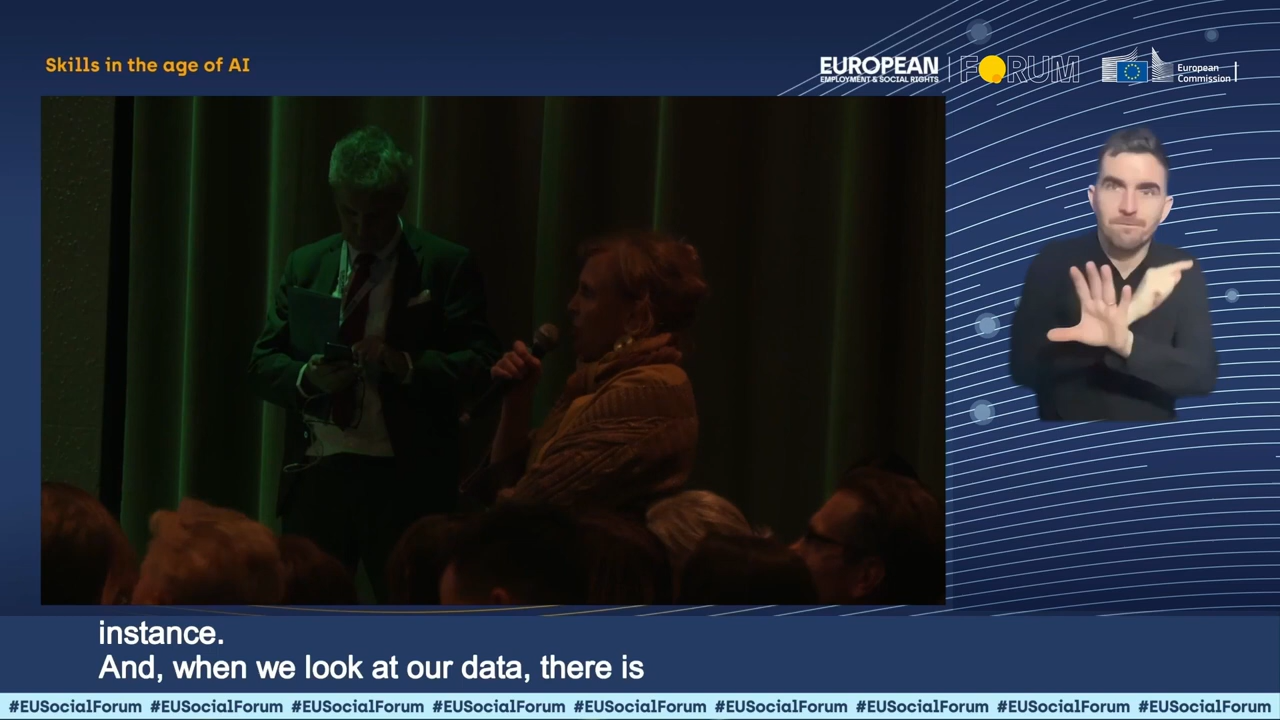 Skills in the age of AI
EUROPEAN
EMPLOYMENT & SOCIAL RIGHTS
FORUM
European
Commission
instance.
And, when we look at our data, there is
#EUSocialForum #EUSocialForum #EUSocialForum #EUSocialForum #EUSocialForum #EUSocialForum #EUSocialForum #EUSocialForum #EUSocialForum